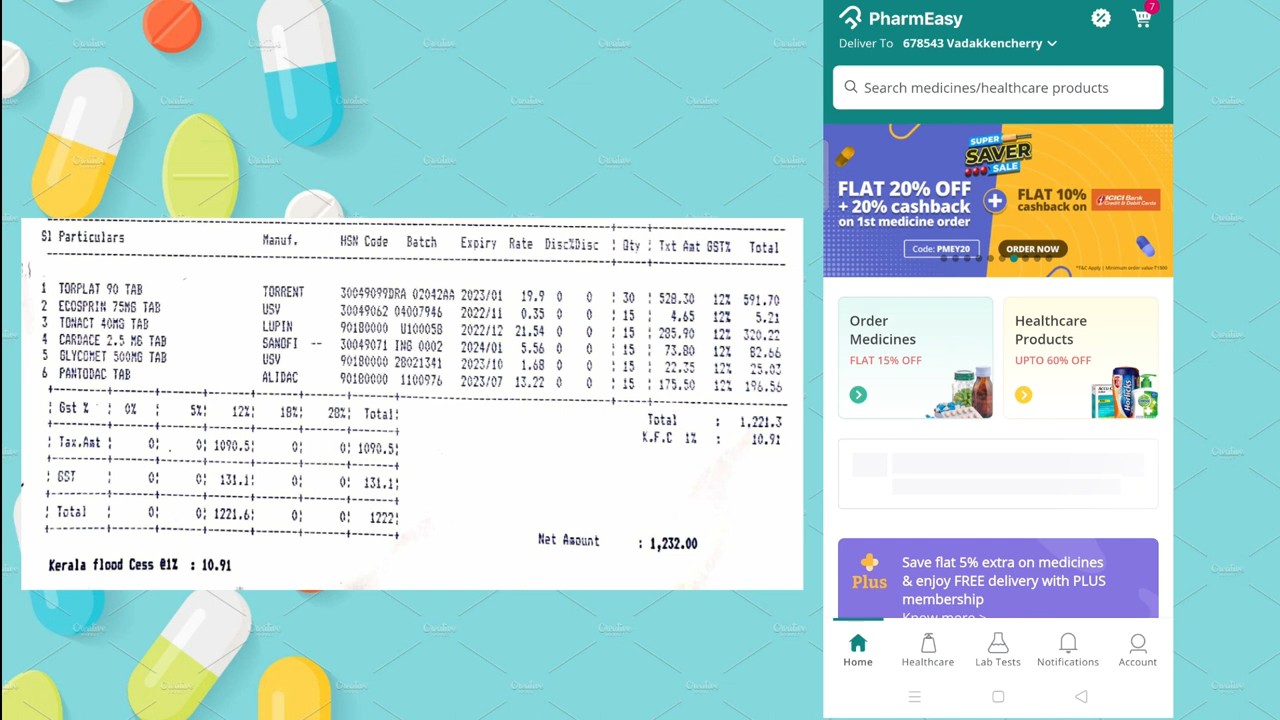 Sl Particulars Manuf. HSN Code Batch Expiry Rate Disc%Disc Qty Txt Amt GST% Total
1 TORPLAT 90 TAB TORRENT 30049099DRA 02042AA 2023/01 19.9 0 0 30 528.30 12% 591.70
2 ECOSPRIN 75MG TAB USV 30049062 04007946 2022/11 0.35 0 0 15 4.65 12% 5.21
3 TONACT 40MG TAB LUPIN 90180000 U100058 2022/12 21.54 0 0 15 285.90 12% 320.22
4 CARDACE 2.5 MG TAB SANOFI -- 30049071 ING 0002 2024/01 5.56 0 0 15 73.80 12% 82.66
5 GLYCOMET 500MG TAB USV 90180000 28021341 2023/10 1.68 0 0 15 22.35 12% 25.03
6 PANTODAC TAB ALIDAC 90180000 1100976 2023/07 13.22 0 0 15 175.50 12% 196.56
Gst % 0% 5% 12% 18% 28% Total
Tax.Amt 0 0 1090.5 0 0 1090.5
GST 0 0 131.1 0 0 131.1
Total 0 0 1221.6 0 0 1222
Total : 1,221.3
K.F.C 1% : 10.91
Net Amount : 1,232.00
Kerala flood Cess @1% : 10.91
PharmEasy
7
Deliver To 678543 Vadakkencherry
Search medicines/healthcare products
SUPER
SAVER
SALE
FLAT 20% OFF
+ 20% cashback
on 1st medicine order
Code: PMEY20
+
FLAT 10%
cashback on
ICICI Bank
Credit & Debit Cards
ORDER NOW
*T&C Apply | Minimum order value ₹1000
Order
Medicines
FLAT 15% OFF
Healthcare
Products
UPTO 60% OFF
Plus
Save flat 5% extra on medicines
& enjoy FREE delivery with PLUS
membership
Know more >
Home
Healthcare
Lab Tests
Notifications
Account